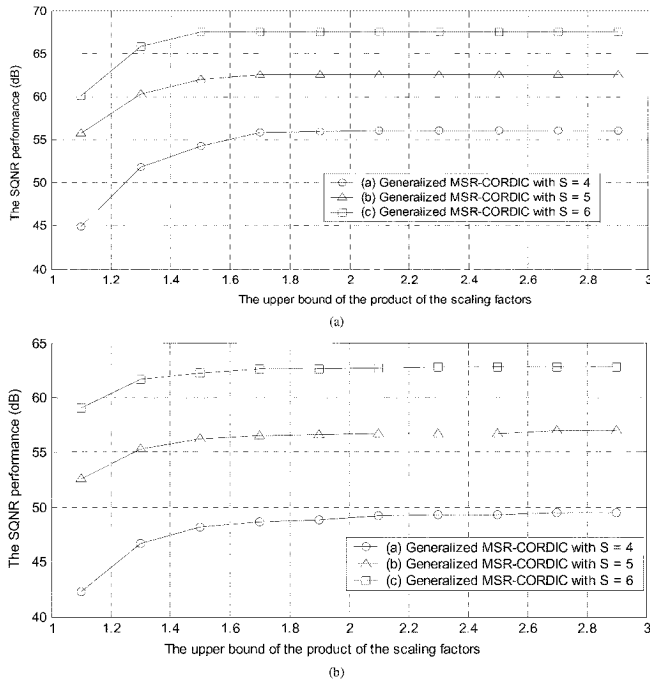 70
65
60
55
50
45
40
The SQNR performance (dB)
(a) Generalized MSR-CORDIC with S = 4
(b) Generalized MSR-CORDIC with S = 5
(c) Generalized MSR-CORDIC with S = 6
1 1.2 1.4 1.6 1.8 2 2.2 2.4 2.6 2.8 3
The upper bound of the product of the scaling factors
(a)
65
60
55
50
45
40
The SQNR performance (dB)
(a) Generalized MSR-CORDIC with S = 4
(b) Generalized MSR-CORDIC with S = 5
(c) Generalized MSR-CORDIC with S = 6
1 1.2 1.4 1.6 1.8 2 2.2 2.4 2.6 2.8 3
The upper bound of the product of the scaling factors
(b)